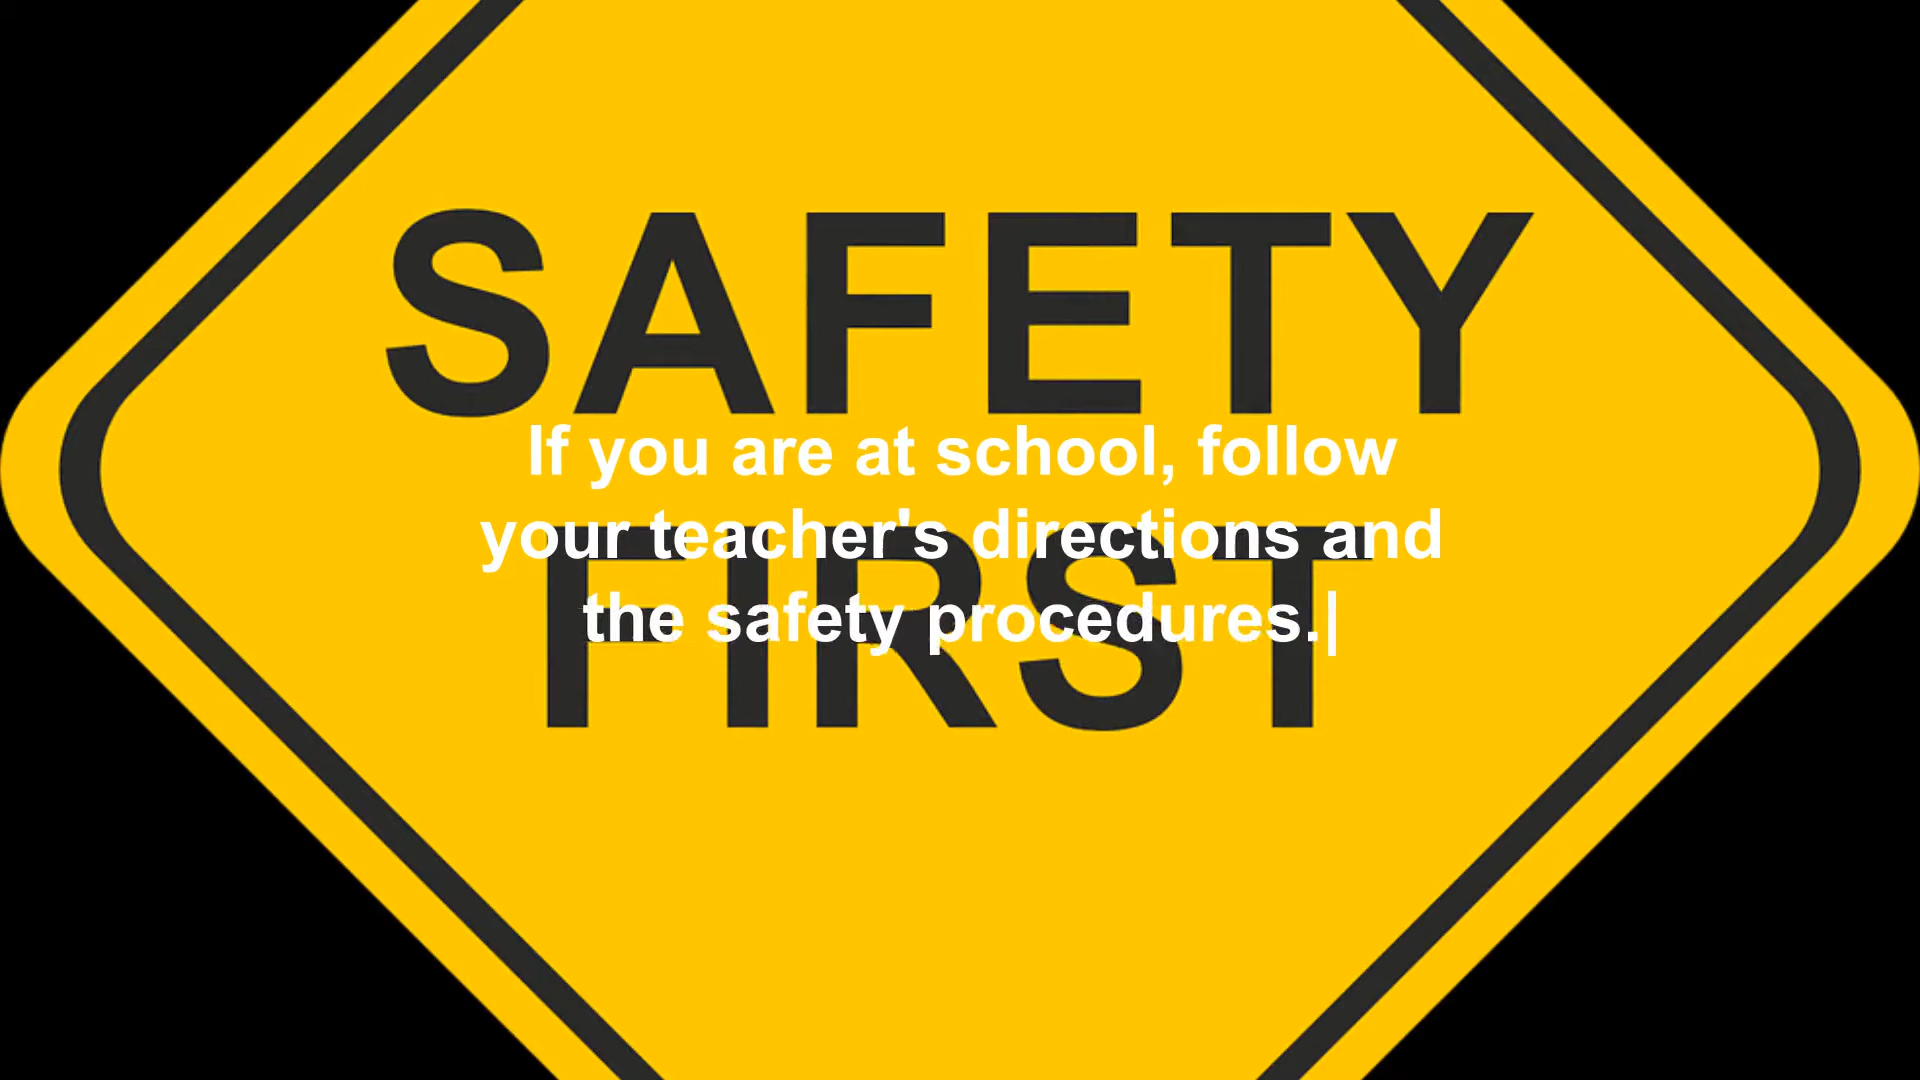 SAFETY
FIRST
If you are at school, follow
your teacher's directions and
the safety procedures.|